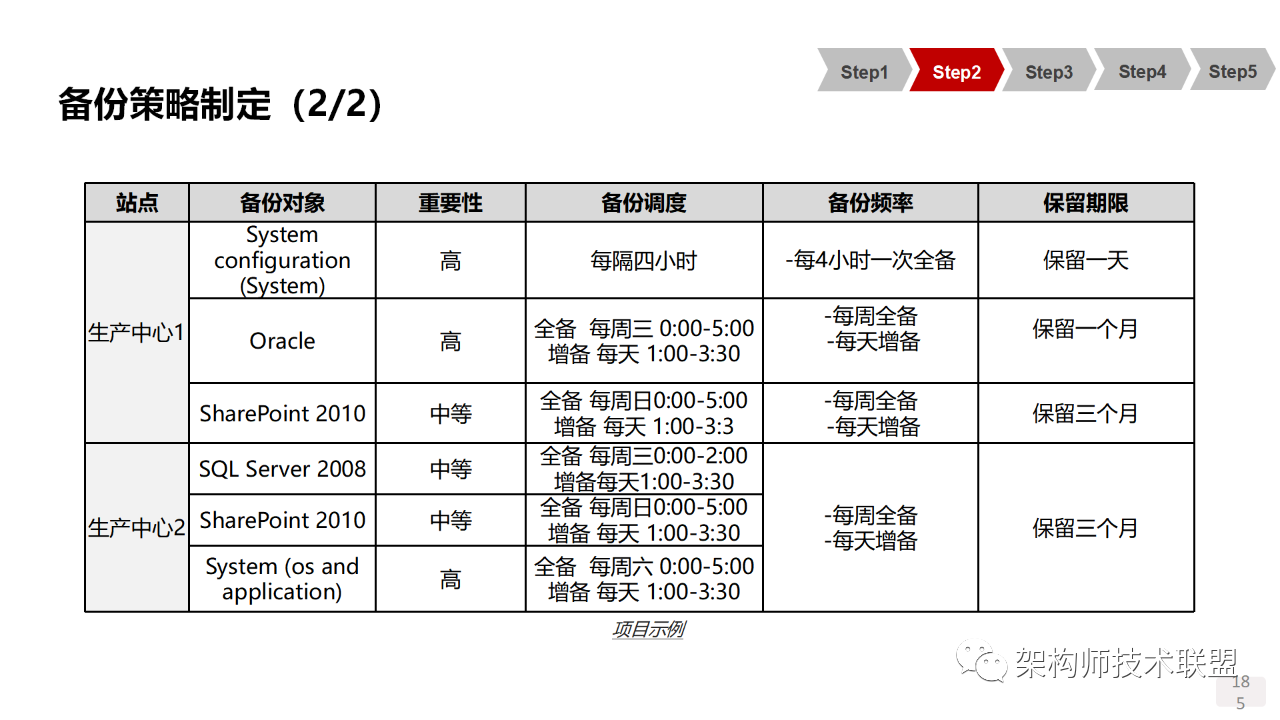 Step1 Step2 Step3 Step4 Step5
备份策略制定（2/2）
站点 备份对象 重要性 备份调度 备份频率 保留期限
生产中心1
System
configuration
(System)
高
每隔四小时
-每4小时一次全备
保留一天
Oracle
高
全备 每周三 0:00-5:00
增备 每天 1:00-3:30
-每周全备
-每天增备
保留一个月
SharePoint 2010
中等
全备 每周日0:00-5:00
增备 每天 1:00-3:3
-每周全备
-每天增备
保留三个月
生产中心2
SQL Server 2008
中等
全备 每周三0:00-2:00
增备每天1:00-3:30
SharePoint 2010
中等
全备 每周日0:00-5:00
增备 每天 1:00-3:30
System (os and
application)
高
全备 每周六 0:00-5:00
增备 每天 1:00-3:30
-每周全备
-每天增备
保留三个月
项目示例
架构师技术联盟
18
5